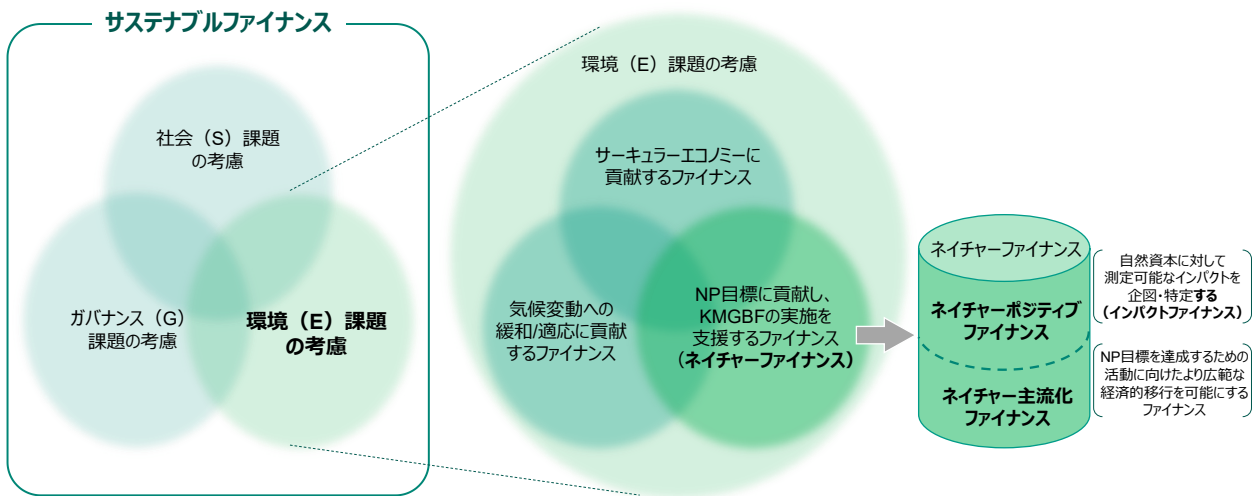 サステナブルファイナンス
社会（S）課題
の考慮
ガバナンス（G）
課題の考慮
環境（E）課題
の考慮
環境（E）課題の考慮
サーキュラーエコノミーに
貢献するファイナンス
気候変動への
緩和/適応に貢献
するファイナンス
NP目標に貢献し、
KMGBFの実施を
支援するファイナンス
（ネイチャーファイナンス）
ネイチャーファイナンス
ネイチャーポジティブ
ファイナンス
ネイチャー主流化
ファイナンス
自然資本に対して
測定可能なインパクトを
企図・特定する
（インパクトファイナンス）
NP目標を達成するための
活動に向けたより広範な
経済的移行を可能にする
ファイナンス